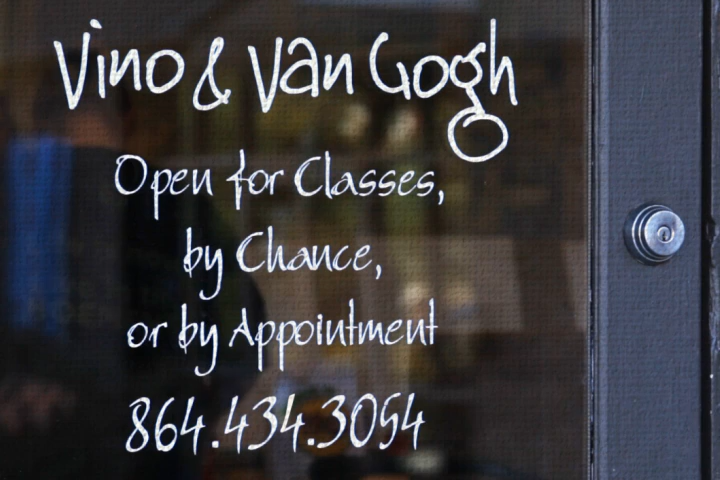 Vino & Van Gogh
Open for Classes,
by Chance,
or by Appointment
864.434.3054